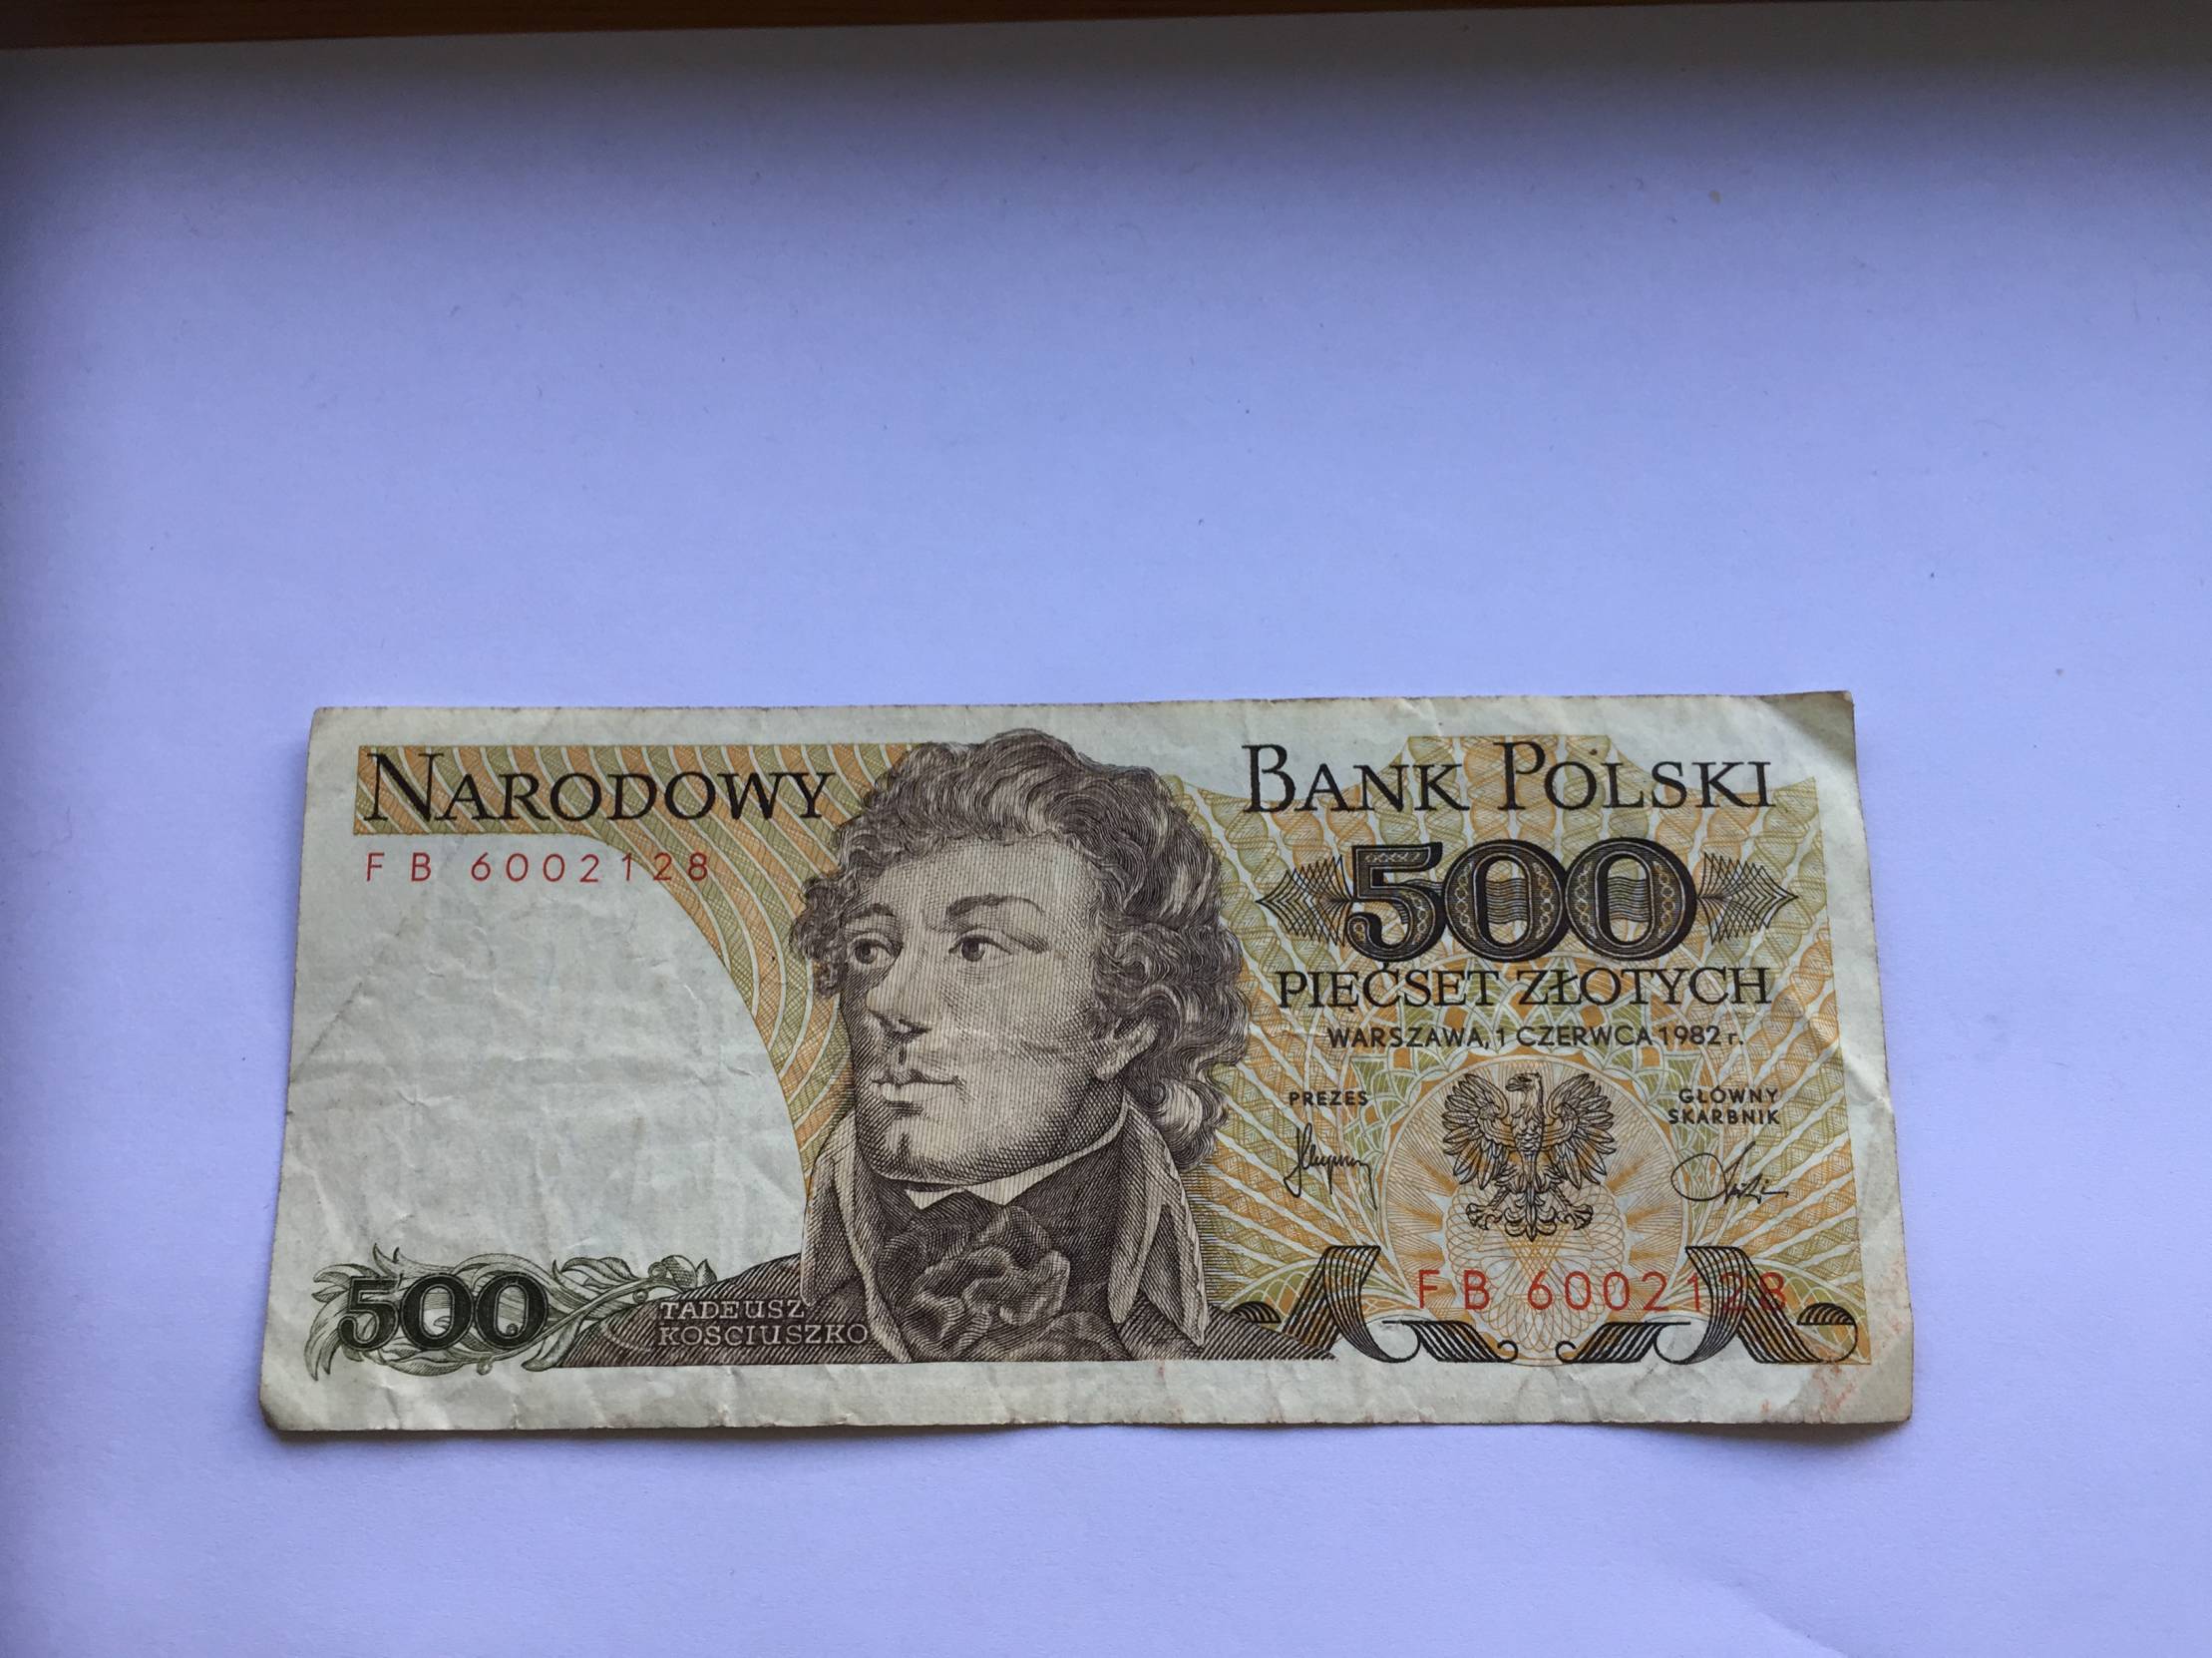 NARODOWY BANK POLSKI
FB 6002128
500
PIĘĆSET ZŁOTYCH
WARSZAWA, 1 CZERWCA 1982 r.
PREZES
GŁÓWNY
SKARBNIK
FB 6002128
500
TADEUSZ
KOŚCIUSZKO